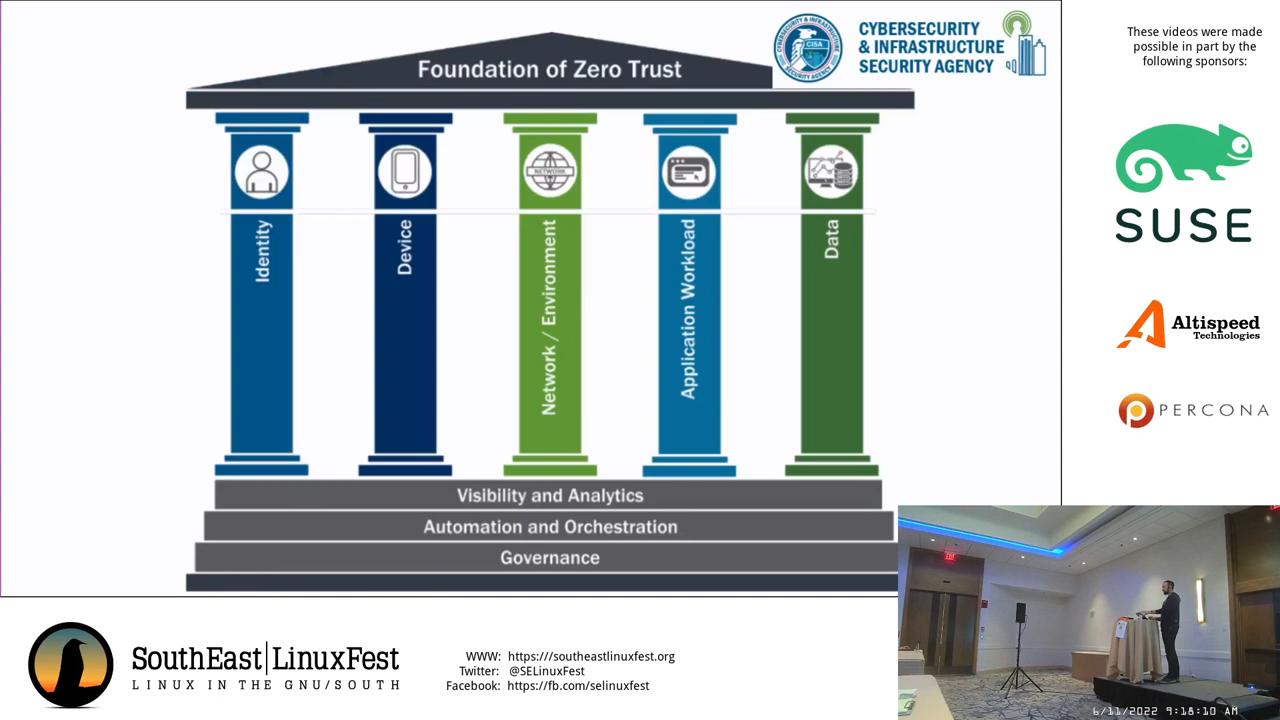 Foundation of Zero Trust
CISA
CYBERSECURITY
& INFRASTRUCTURE
SECURITY AGENCY
NETWORK
Identity
Device
Network / Environment
Application Workload
Data
Visibility and Analytics
Automation and Orchestration
Governance
These videos were made
possible in part by the
following sponsors:
SUSE
Altispeed
Technologies
PERCONA
EXIT
SouthEast|LinuxFest
LINUX IN THE GNU/SOUTH
WWW: https:///southeastlinuxfest.org
Twitter: @SELinuxFest
Facebook: https://fb.com/selinuxfest
6/11/2022 9:18:10 AM